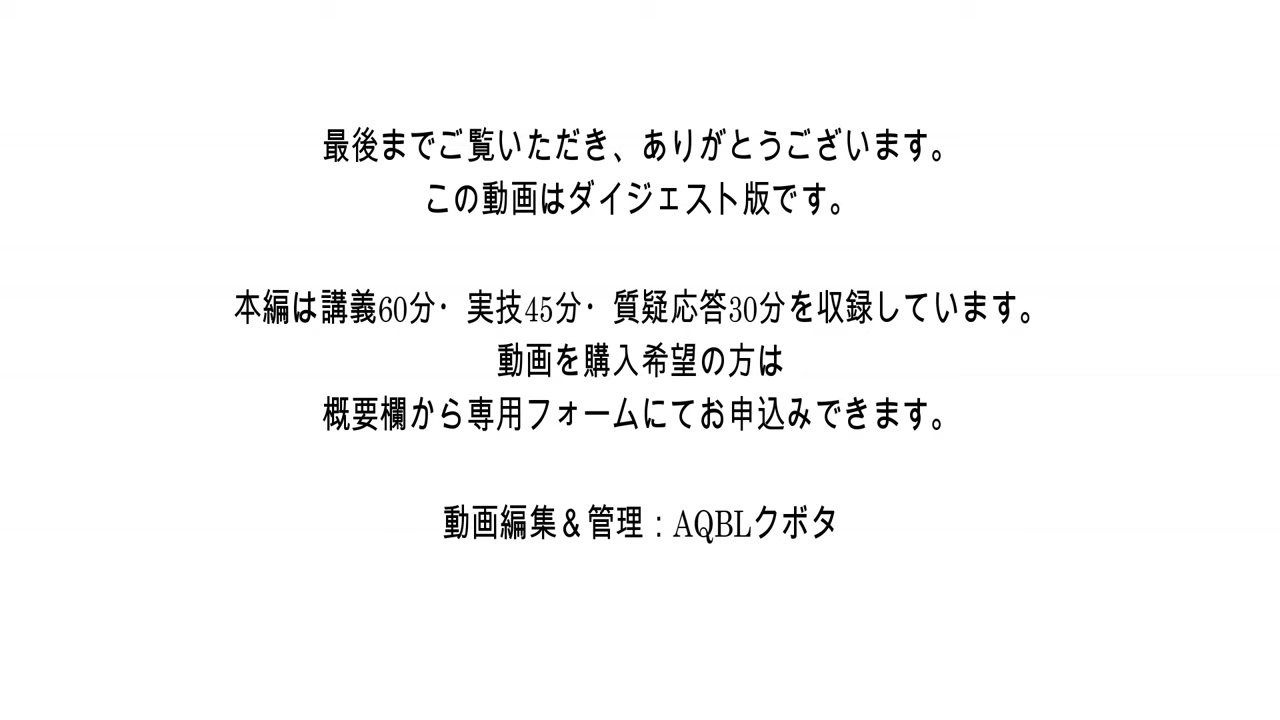 最後までご覧いただき、ありがとうございます。
この動画はダイジェスト版です。
本編は講義60分・実技45分・質疑応答30分を収録しています。
動画を購入希望の方は
概要欄から専用フォームにてお申込みできます。
動画編集＆管理：AQBLクボタ